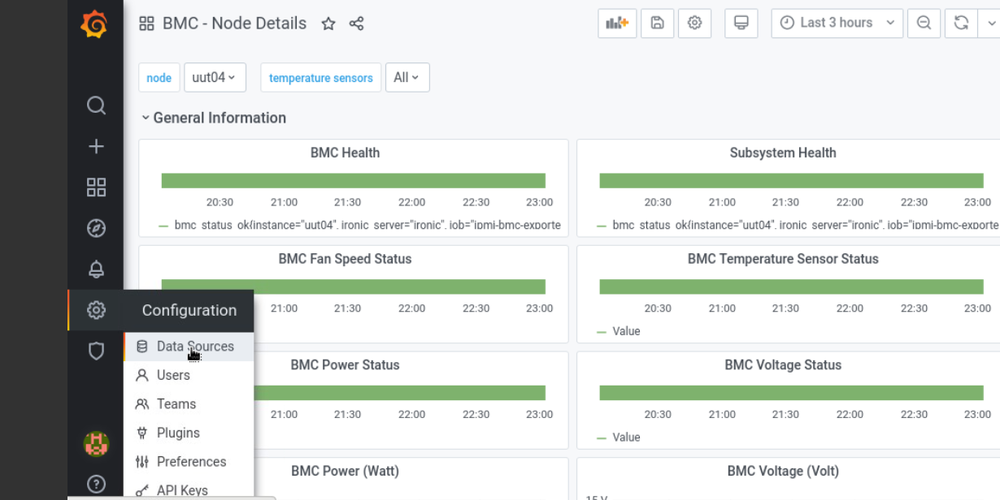 BMC - Node Details
Last 3 hours
node
uut04
temperature sensors
All
General Information
BMC Health
20:30 21:00 21:30 22:00 22:30 23:00
bmc_status_ok{instance="uut04", ironic_server="ironic", job="ipmi-bmc-exporte
Subsystem Health
20:30 21:00 21:30 22:00 22:30 23:00
bmc_status_ok{instance="uut04", ironic_server="ironic", job="ipmi-bmc-exporte
BMC Fan Speed Status
21:00 21:30 22:00 22:30 23:00
BMC Temperature Sensor Status
20:30 21:00 21:30 22:00 22:30 23:00
Value
Configuration
Data Sources
Users
Teams
Plugins
Preferences
API Keys
BMC Power Status
21:00 21:30 22:00 22:30 23:00
BMC Voltage Status
20:30 21:00 21:30 22:00 22:30 23:00
Value
BMC Power (Watt)
BMC Voltage (Volt)
15 V